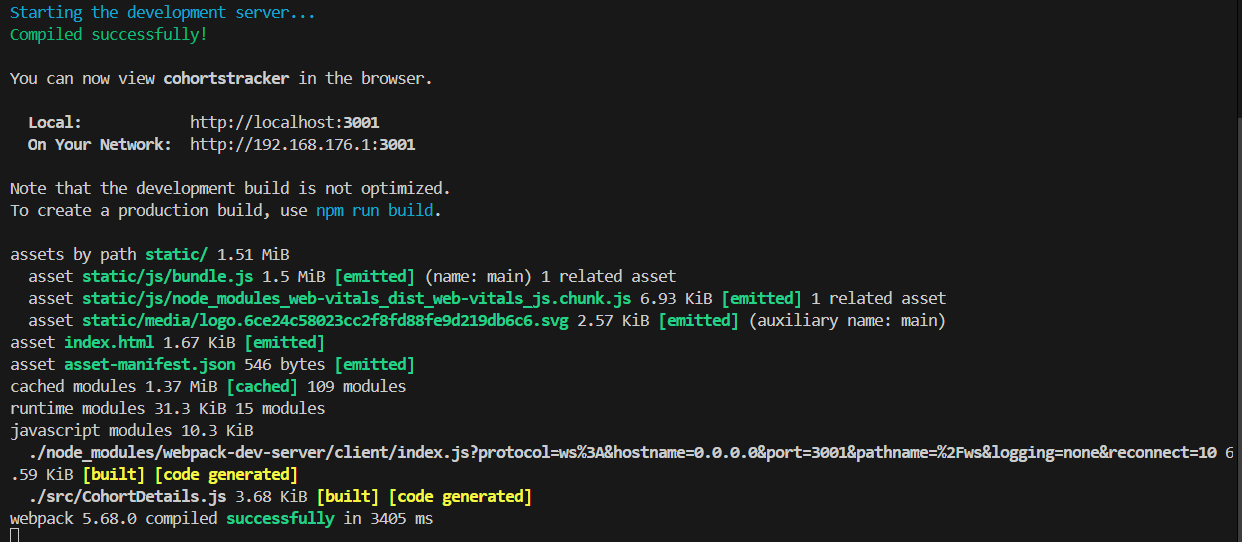 Starting the development server...
Compiled successfully!
You can now view cohortstracker in the browser.
Local: http://localhost:3001
On Your Network: http://192.168.176.1:3001
Note that the development build is not optimized.
To create a production build, use npm run build.
assets by path static/ 1.51 MiB
asset static/js/bundle.js 1.5 MiB [emitted] (name: main) 1 related asset
asset static/js/node_modules_web-vitals_dist_web-vitals_js.chunk.js 6.93 KiB [emitted] 1 related asset
asset static/media/logo.6ce24c58023cc2f8fd88fe9d219db6c6.svg 2.57 KiB [emitted] (auxiliary name: main)
asset index.html 1.67 KiB [emitted]
asset asset-manifest.json 546 bytes [emitted]
cached modules 1.37 MiB [cached] 109 modules
runtime modules 31.3 KiB 15 modules
javascript modules 10.3 KiB
./node_modules/webpack-dev-server/client/index.js?protocol=ws%3A&hostname=0.0.0.0&port=3001&pathname=%2Fws&logging=none&reconnect=10 6
.59 KiB [built] [code generated]
./src/CohortDetails.js 3.68 KiB [built] [code generated]
webpack 5.68.0 compiled successfully in 3405 ms